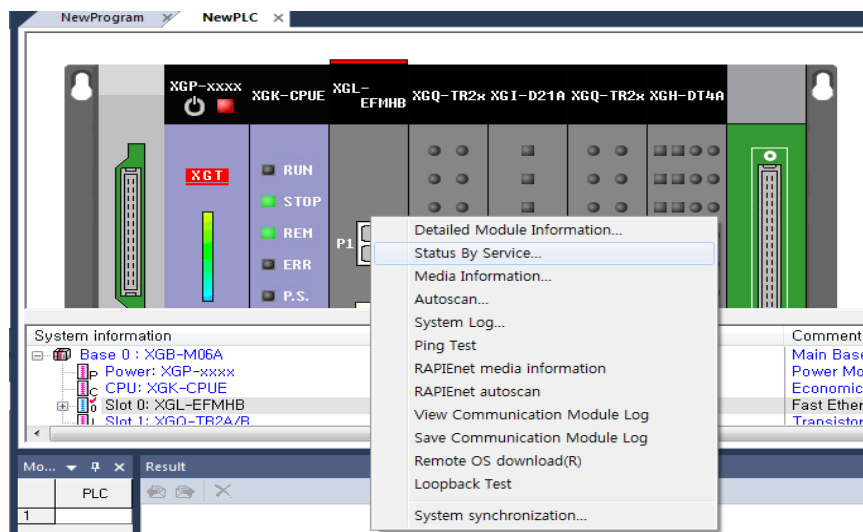 NewProgram
NewPLC
XGP-xxxx
XGK-CPUE
XGL-
EFMHB
XGQ-TR2x
XGI-D21A
XGQ-TR2x
XGH-DT4A
XGT
RUN
STOP
REM
ERR
P.S.
P1
Detailed Module Information...
Status By Service...
Media Information...
Autoscan...
System Log...
Ping Test
RAPIEnet media information
RAPIEnet autoscan
View Communication Module Log
Save Communication Module Log
Remote OS download(R)
Loopback Test
System synchronization...
System information
Comment
Base 0 : XGB-M06A
Main Base
P Power: XGP-xxxx
Power Mo
C CPU: XGK-CPUE
Economic
0 Slot 0: XGL-EFMHB
Fast Ether
Slot 1: XGQ-TR2A/B
Transistor
Mo...
Result
PLC
1